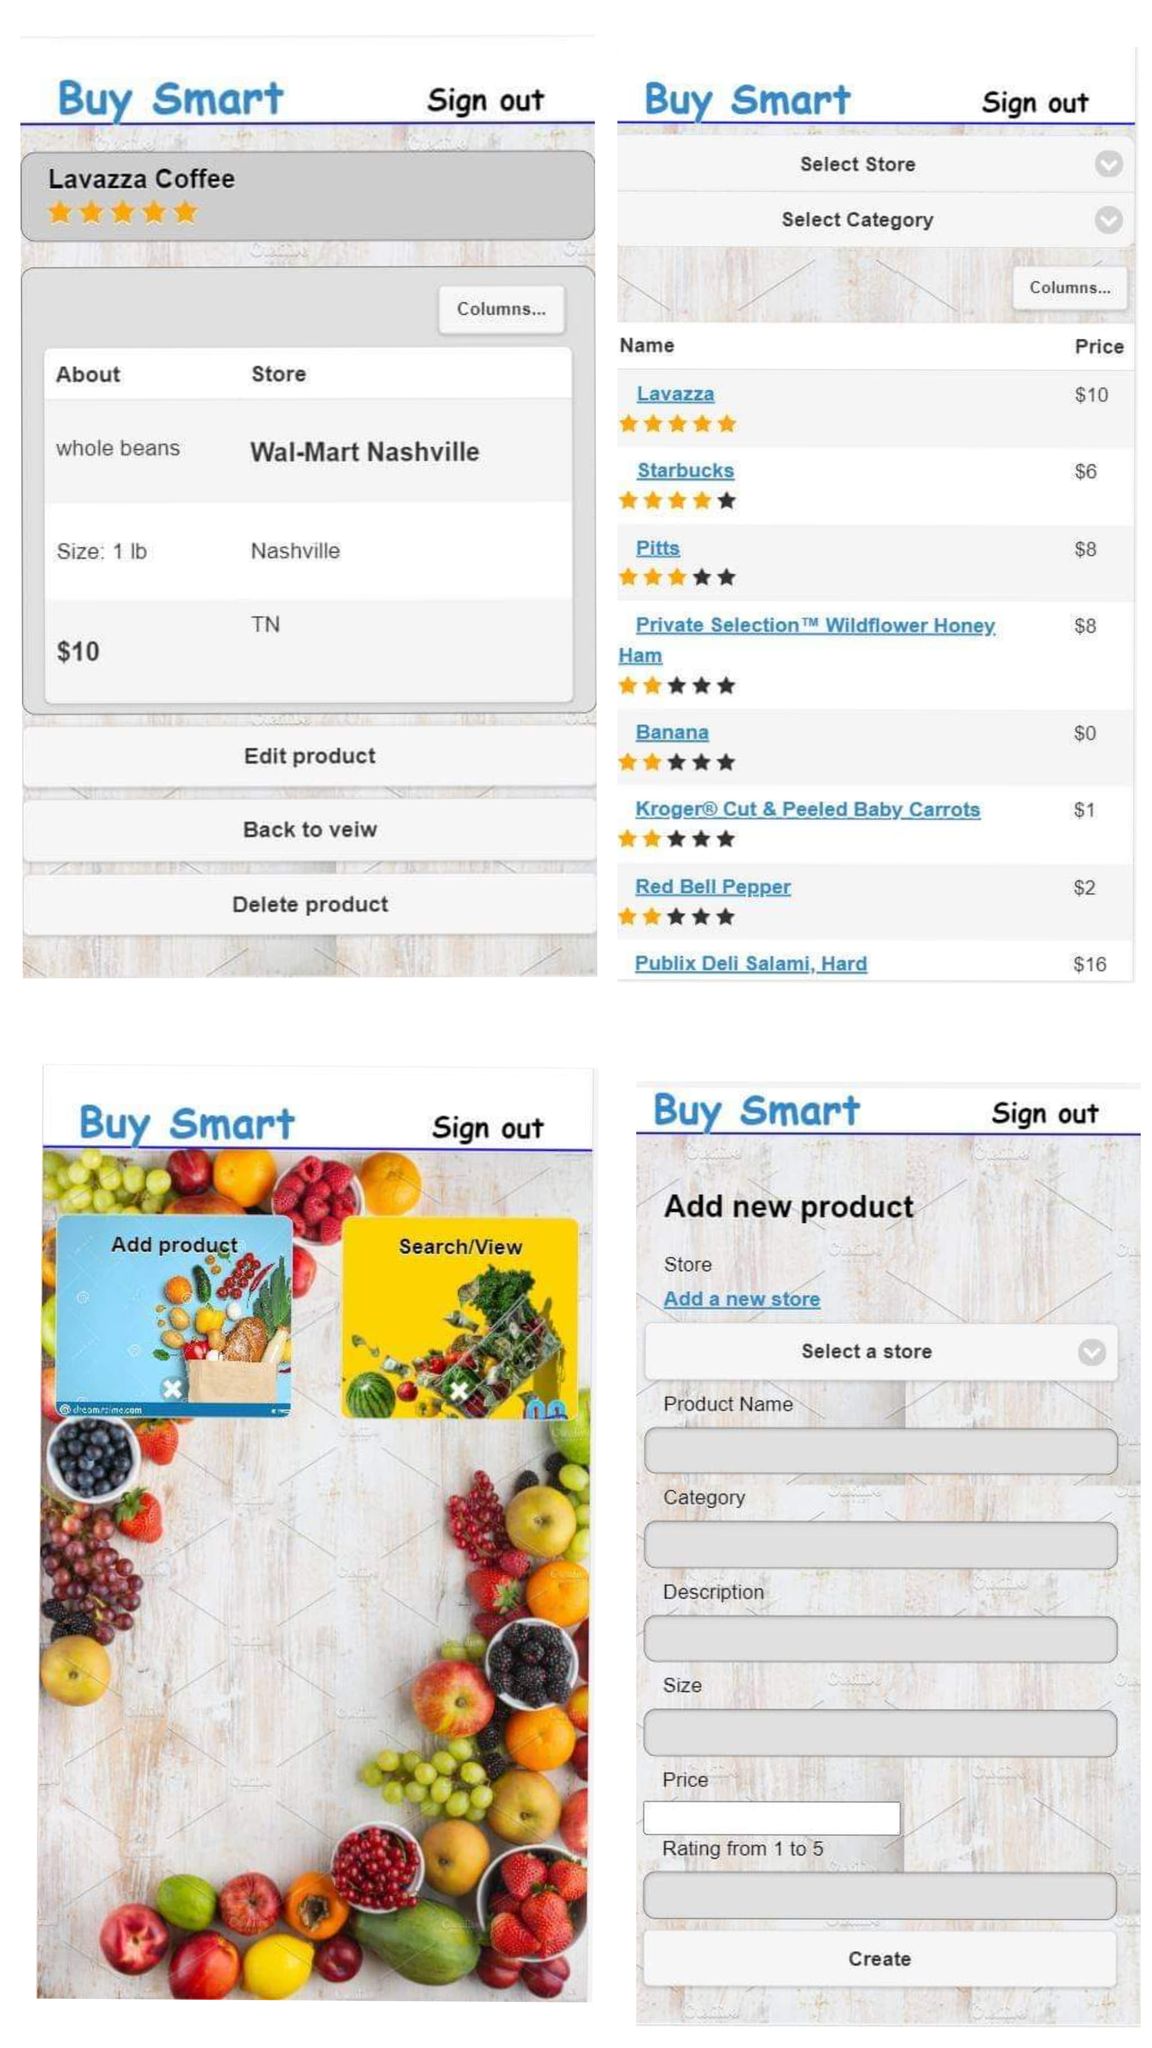 Buy Smart
Sign out
Lavazza Coffee
Columns...
About Store
whole beans Wal-Mart Nashville
Size: 1 lb Nashville
TN
$10
Edit product
Back to veiw
Delete product
Buy Smart
Sign out
Select Store
Select Category
Columns...
Name Price
Lavazza $10
Starbucks $6
Pitts $8
Private Selection™ Wildflower Honey $8
Ham
Banana $0
Kroger® Cut & Peeled Baby Carrots $1
Red Bell Pepper $2
Publix Deli Salami, Hard $16
Buy Smart
Sign out
Add product
Search/View
dreamstime.com
Buy Smart
Sign out
Add new product
Store
Add a new store
Select a store
Product Name
Category
Description
Size
Price
Rating from 1 to 5
Create